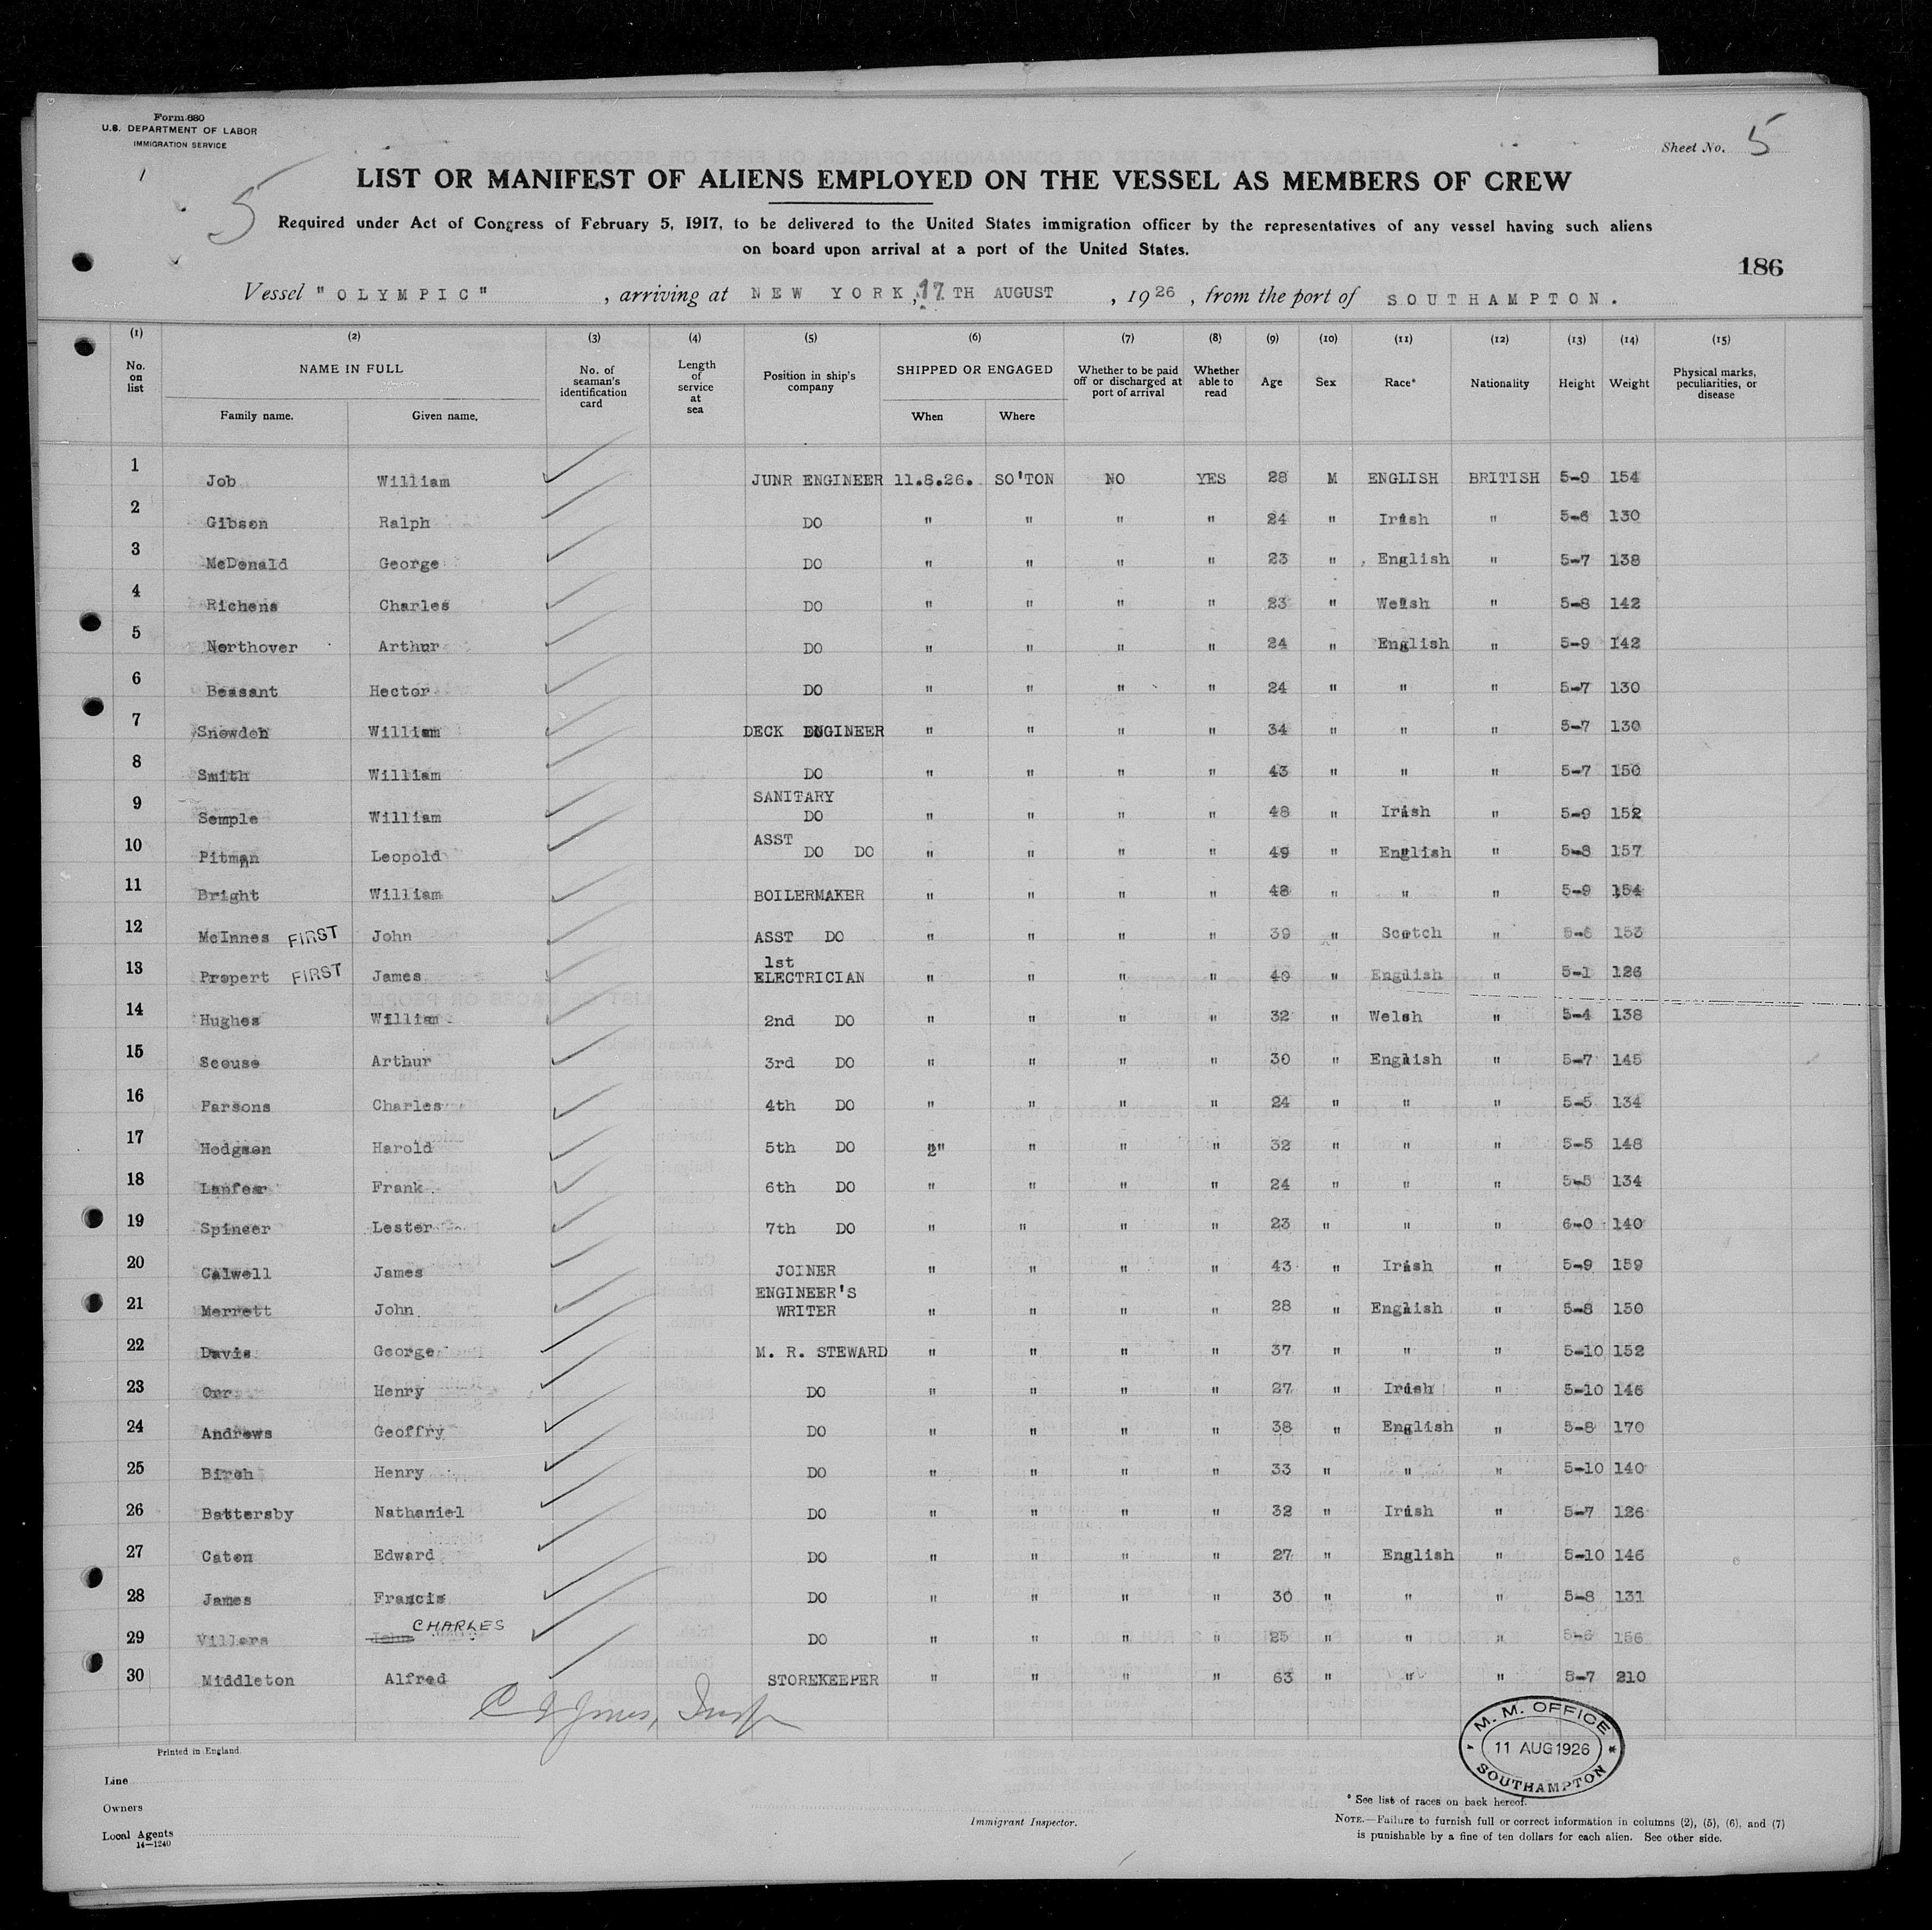 Form 680
U.S. DEPARTMENT OF LABOR
IMMIGRATION SERVICE
Sheet No. 5
5
LIST OR MANIFEST OF ALIENS EMPLOYED ON THE VESSEL AS MEMBERS OF CREW
Required under Act of Congress of February 5, 1917, to be delivered to the United States immigration officer by the representatives of any vessel having such aliens
on board upon arrival at a port of the United States.
186
Vessel "OLYMPIC" , arriving at NEW YORK, 17TH AUGUST , 1926 , from the port of SOUTHAMPTON.
(1) (2) (3) (4) (5) (6) (7) (8) (9) (10) (11) (12) (13) (14) (15)
No. on list NAME IN FULL No. of seaman's identification card Length of service at sea Position in ship's company SHIPPED OR ENGAGED Whether to be paid off or discharged at port of arrival Whether able to read Age Sex Race* Nationality Height Weight Physical marks, peculiarities, or disease
Family name. Given name. When Where
1 Job William JUNR ENGINEER 11.8.26. SO'TON NO YES 28 M ENGLISH BRITISH 5-9 154
2 Gibson Ralph DO " " " " 24 " Irish " 5-6 130
3 McDonald George DO " " " " 23 " English " 5-7 138
4 Richens Charles DO " " " " 23 " Welsh " 5-8 142
5 Northover Arthur DO " " " " 24 " English " 5-9 142
6 Beasant Hector DO " " " " 24 " " " 5-7 130
7 Snowdon William DECK ENGINEER " " " " 34 " " " 5-7 130
8 Smith William DO " " " " 43 " " " 5-7 150
9 Semple William SANITARY DO " " " " 48 " Irish " 5-9 152
10 Pitman Leopold ASST DO DO " " " " 49 " English " 5-8 157
11 Bright William BOILERMAKER " " " " 48 " " " 5-9 154
12 McInnes FIRST John ASST DO " " " " 39 " Scotch " 5-6 153
13 Propert FIRST James 1st ELECTRICIAN " " " " 40 " English " 5-1 126
14 Hughes William 2nd DO " " " " 32 " Welsh " 5-4 138
15 Scouse Arthur 3rd DO " " " " 30 " English " 5-7 145
16 Parsons Charles 4th DO " " " " 24 " " " 5-5 134
17 Hodgson Harold 5th DO " " " " 32 " " " 5-5 148
18 Lanfear Frank 6th DO " " " " 24 " " " 5-5 134
19 Spincer Lester 7th DO " " " " 23 " " " 6-0 140
20 Calwell James JOINER " " " " 43 " Irish " 5-9 159
21 Merrett John ENGINEER'S WRITER " " " " 28 " English " 5-8 150
22 Davis George M. R. STEWARD " " " " 37 " " " 5-10 152
23 Orr Henry DO " " " " 27 " Irish " 5-10 146
24 Andrews Geoffry DO " " " " 38 " English " 5-8 170
25 Birch Henry DO " " " " 33 " " " 5-10 140
26 Battersby Nathaniel DO " " " " 32 " Irish " 5-7 126
27 Caton Edward DO " " " " 27 " English " 5-10 146
28 James Francis DO " " " " 30 " " " 5-8 131
29 Villers John CHARLES DO " " " " 25 " " " 5-6 156
30 Middleton Alfred STOREKEEPER " " " " 63 " " " 5-7 210
M. M. OFFICE
11 AUG 1926
SOUTHAMPTON
Printed in England.
Line
Owners
Local Agents
14-1240
Immigrant Inspector.
* See list of races on back hereof.
NOTE.—Failure to furnish full or correct information in columns (2), (5), (6), and (7)
is punishable by a fine of ten dollars for each alien. See other side.